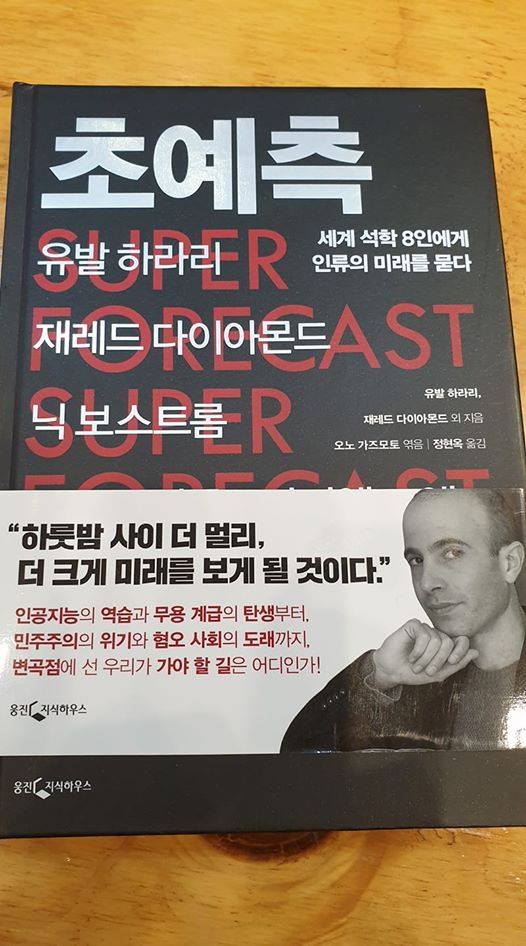 초예측
세계 석학 8인에게
인류의 미래를 묻다
SUPER
유발 하라리
FORECAST
재레드 다이아몬드
SUPER
닉 보스트롬
유발 하라리,
재레드 다이아몬드 외 지음
오노 가즈모토 엮음 | 정현옥 옮김
“하룻밤 사이 더 멀리,
더 크게 미래를 보게 될 것이다.”
인공지능의 역습과 무용 계급의 탄생부터,
민주주의의 위기와 혐오 사회의 도래까지,
변곡점에 선 우리가 가야 할 길은 어디인가!
웅진 지식하우스
웅진 지식하우스